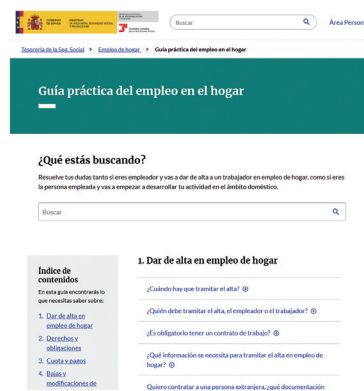 GOBIERNO DE ESPAÑA
MINISTERIO
Buscar
Área Person
Tesorería de la Seg. Social > Empleo de hogar > Guía práctica del empleo en el hogar
Guía práctica del empleo en el hogar
¿Qué estás buscando?
Resuelve tus dudas tanto si eres empleador y vas a dar de alta a un trabajador en empleo de hogar, como si eres
la persona empleada y vas a empezar a desarrollar tu actividad en el ámbito doméstico.
Buscar
Índice de
contenidos
En esta guía encontrarás lo
que necesitas saber sobre:
1. Dar de alta en
empleo de hogar
2. Derechos y
obligaciones
3. Cuota y pagos
4. Bajas y
modificaciones de
1. Dar de alta en empleo de hogar
¿Cuándo hay que tramitar el alta?
¿Quién debe tramitar el alta, el empleador o el trabajador?
¿Es obligatorio tener un contrato de trabajo?
¿Qué información se necesita para tramitar el alta en empleo de
hogar?
Quiero contratar a una persona extranjera, ¿qué documentación